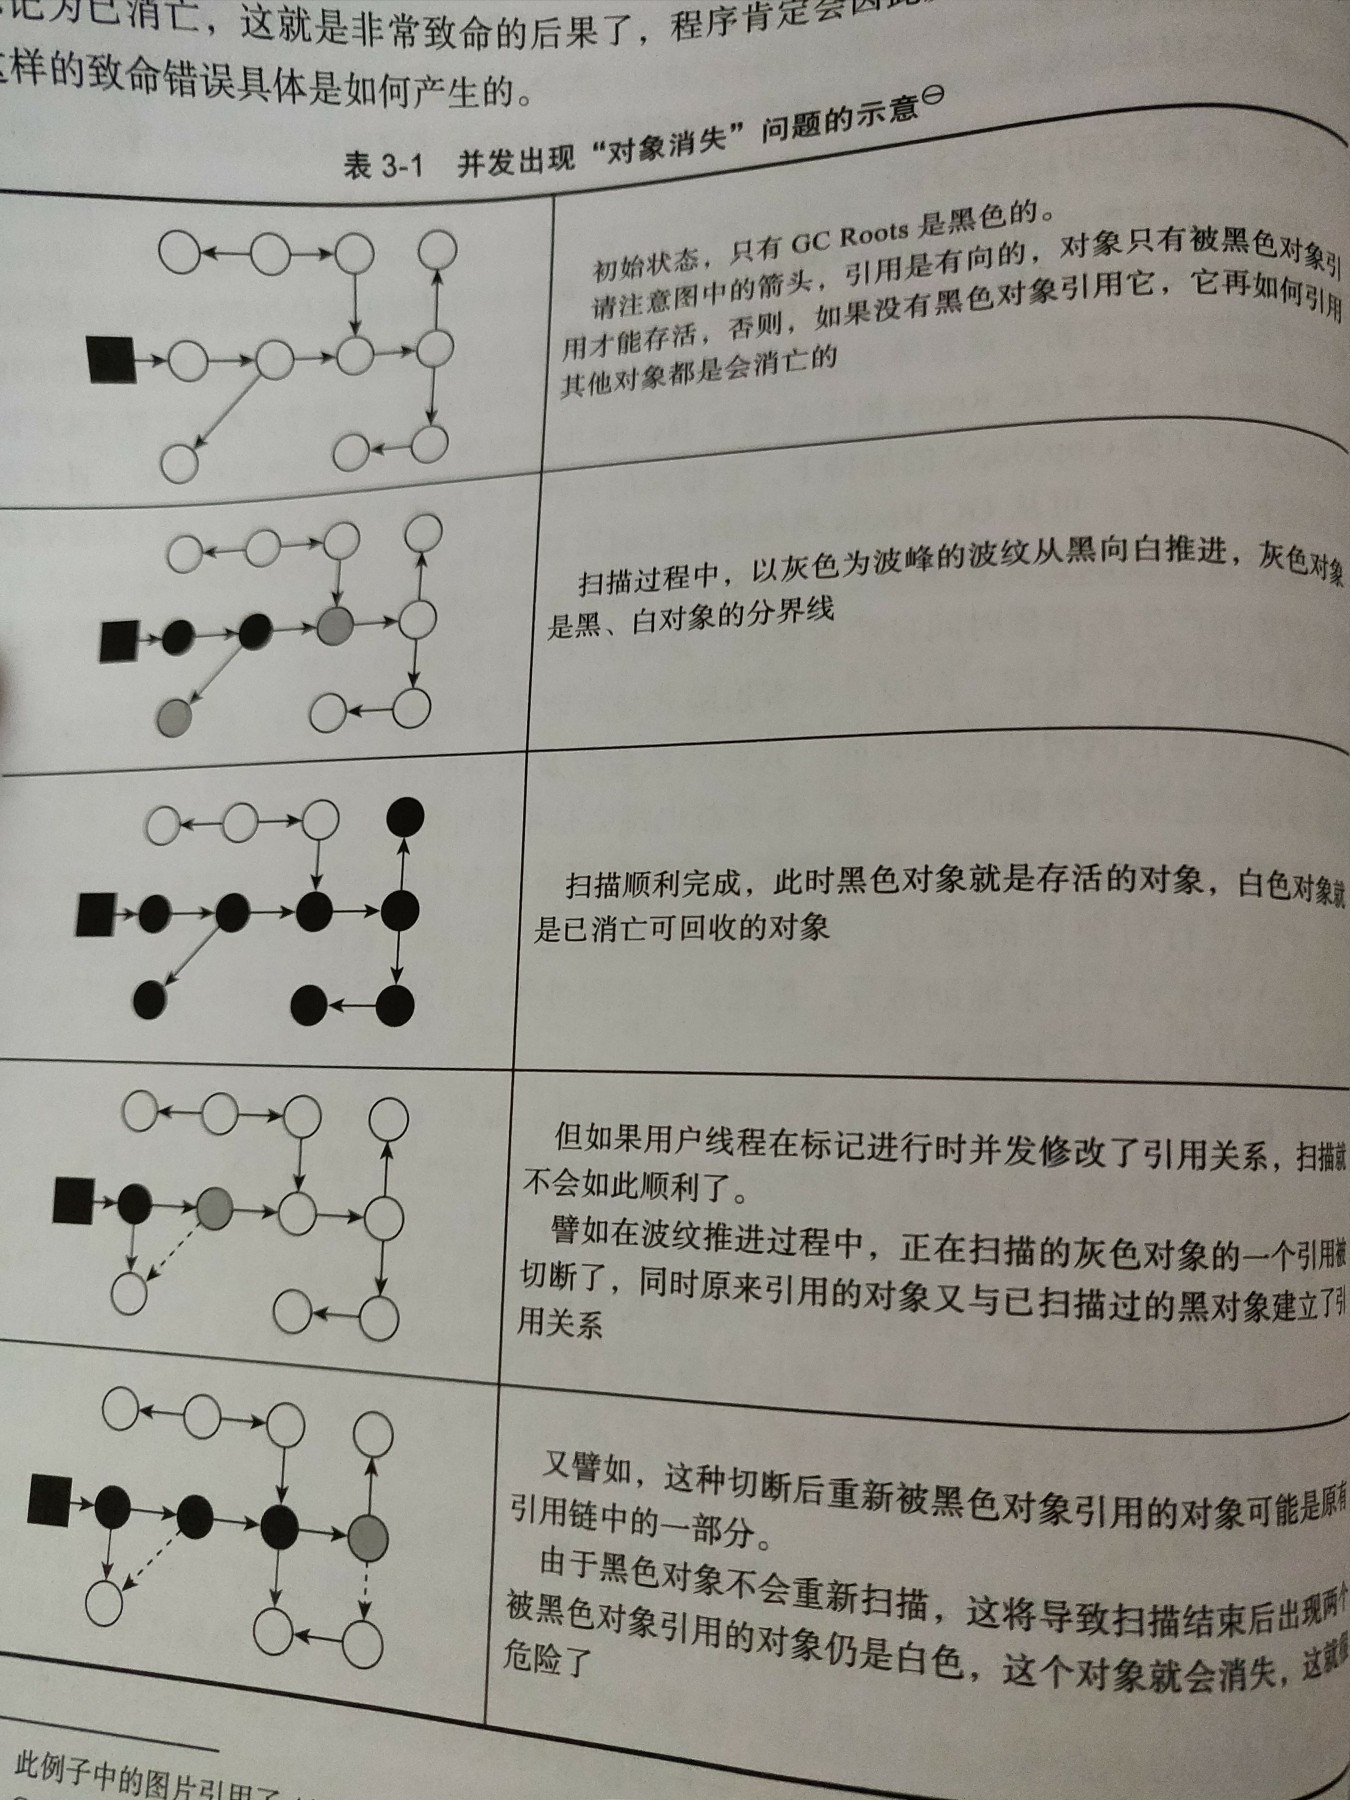 记为已消亡，这就是非常致命的后果了，程序肯定会因此
这样的致命错误具体是如何产生的。
表 3-1 并发出现“对象消失”问题的示意㊀
初始状态，只有 GC Roots 是黑色的。
请注意图中的箭头，引用是有向的，对象只有被黑色对象引
用才能存活，否则，如果没有黑色对象引用它，它再如何引用
其他对象都是会消亡的
扫描过程中，以灰色为波峰的波纹从黑向白推进，灰色对象
是黑、白对象的分界线
扫描顺利完成，此时黑色对象就是存活的对象，白色对象就
是已消亡可回收的对象
但如果用户线程在标记进行时并发修改了引用关系，扫描就
不会如此顺利了。
譬如在波纹推进过程中，正在扫描的灰色对象的一个引用被
切断了，同时原来引用的对象又与已扫描过的黑对象建立了引
用关系
又譬如，这种切断后重新被黑色对象引用的对象可能是原有
引用链中的一部分。
由于黑色对象不会重新扫描，这将导致扫描结束后出现两个
被黑色对象引用的对象仍是白色，这个对象就会消失，这就
危险了
此例子中的图片引用了